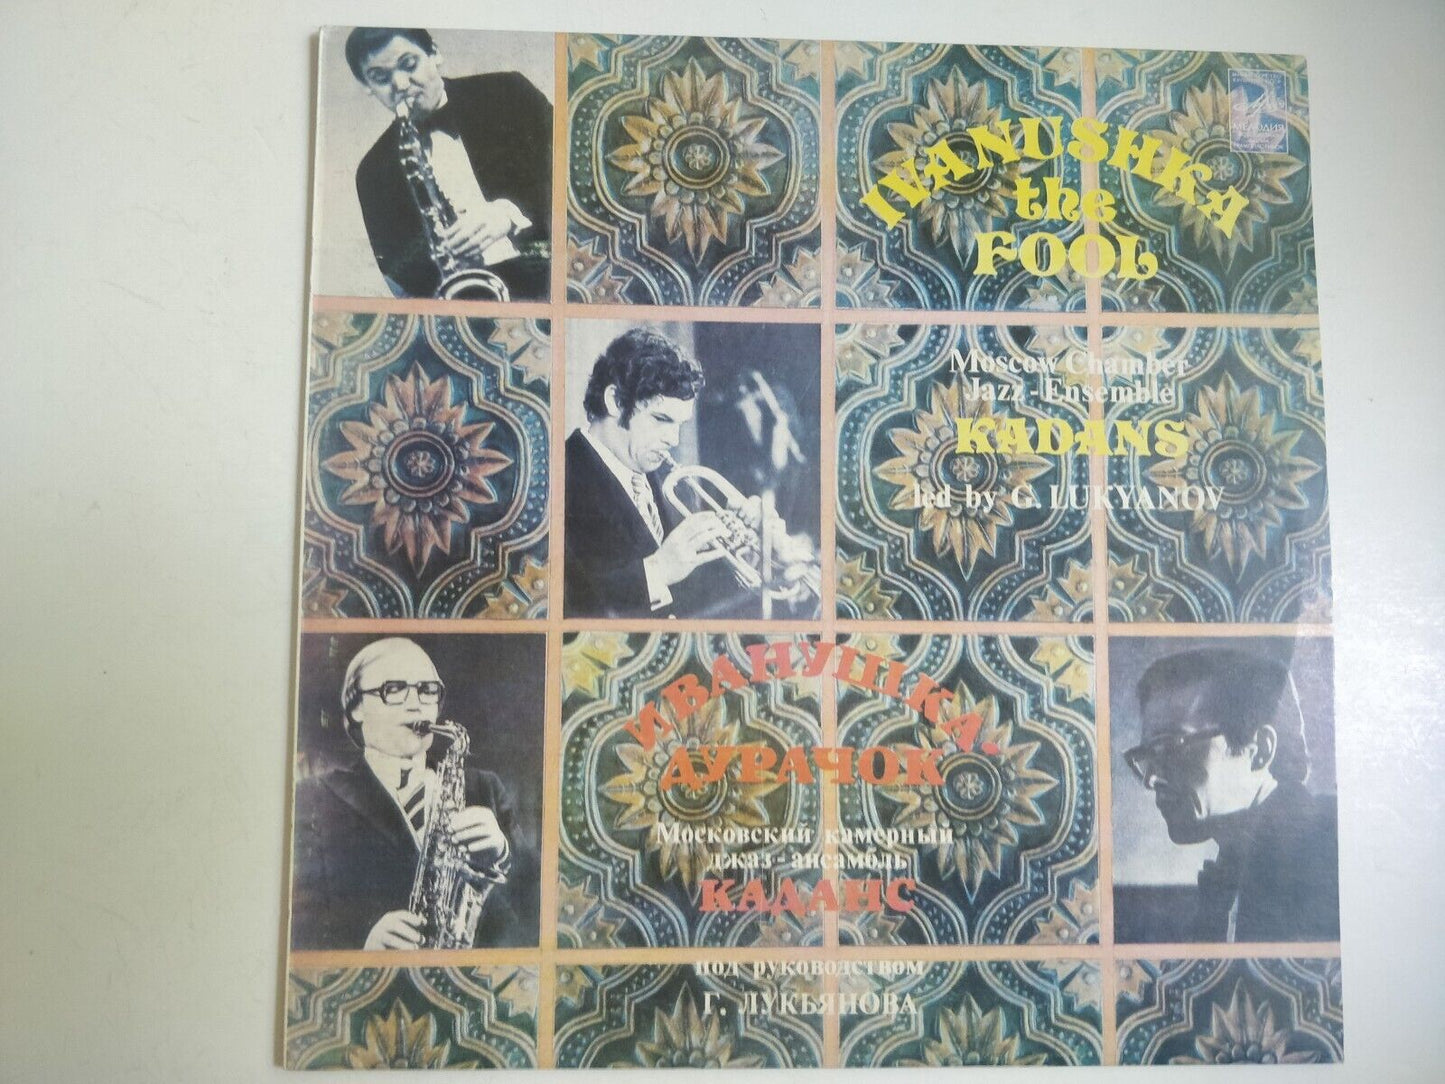 МЕЛОДИЯ
IVANUSHKA
the
FOOL
Moscow Chamber
Jazz-Ensemble
KADANS
led by G. LUKYANOV
ИВАНУШКА-
ДУРАЧОК
Московский камерный
джаз-ансамбль
КАДАНС
под руководством
Г. ЛУКЬЯНОВА